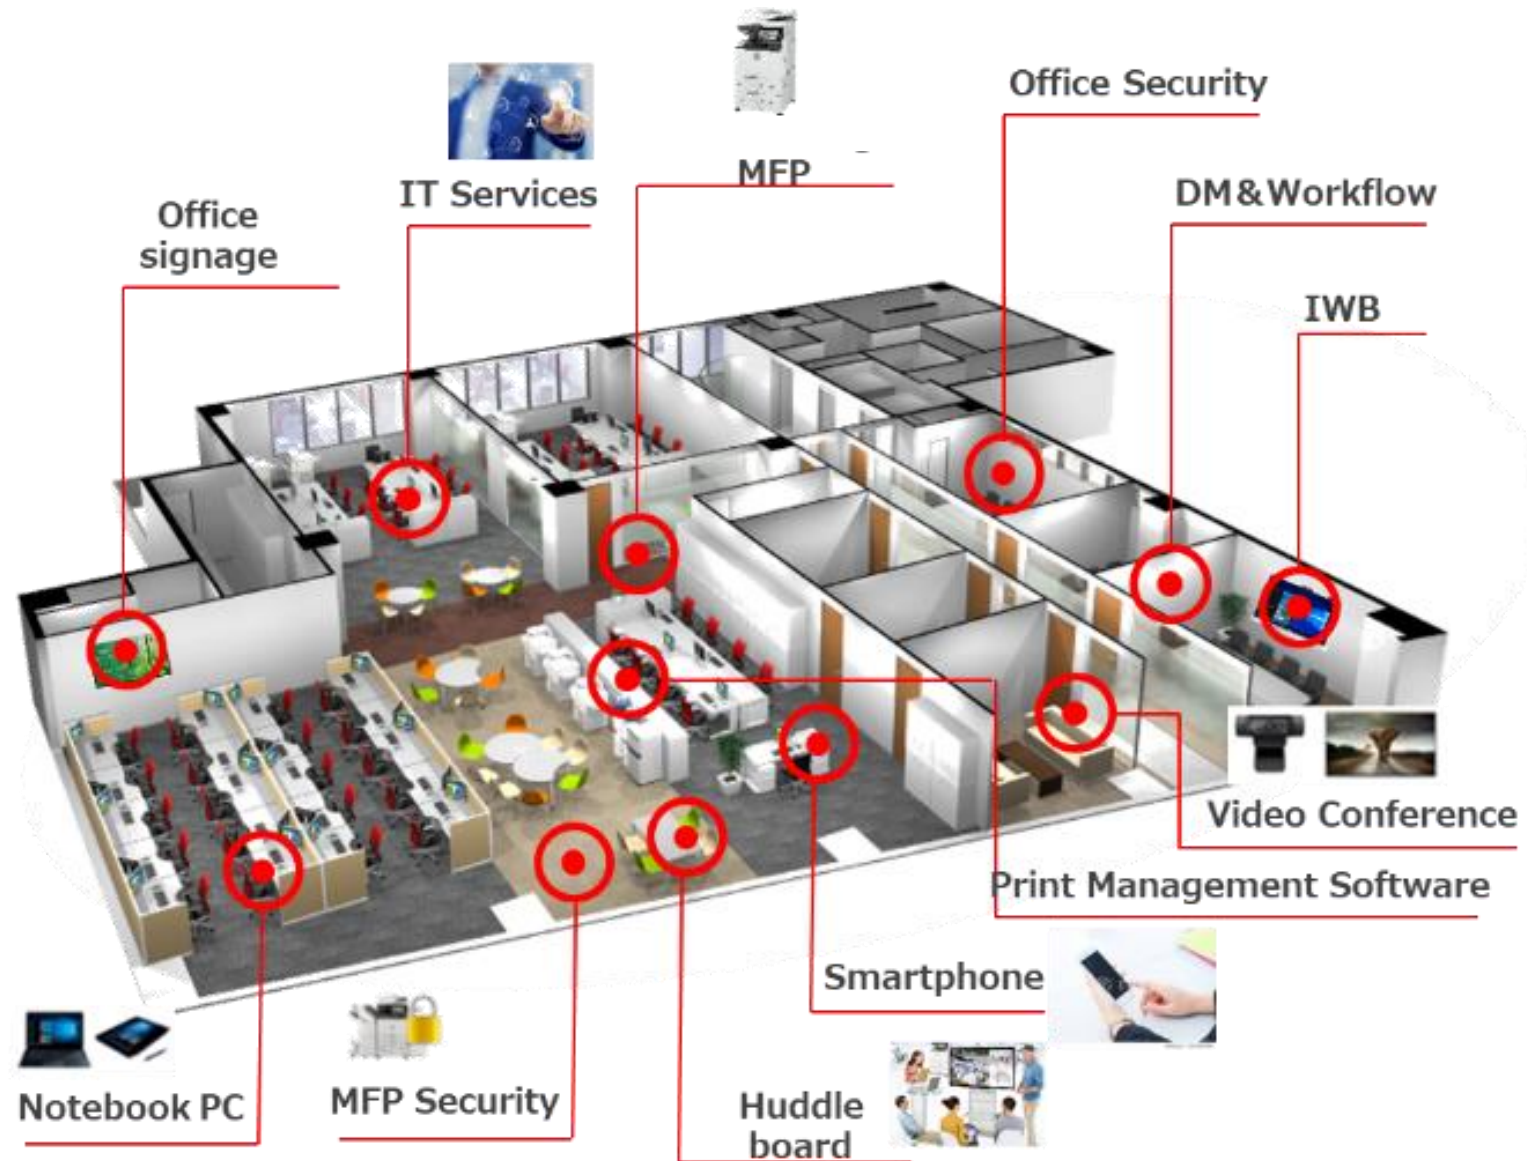 Office Security
MFP
DM&Workflow
IT Services
Office
signage
IWB
Video Conference
Print Management Software
Smartphone
Notebook PC
MFP Security
Huddle
board